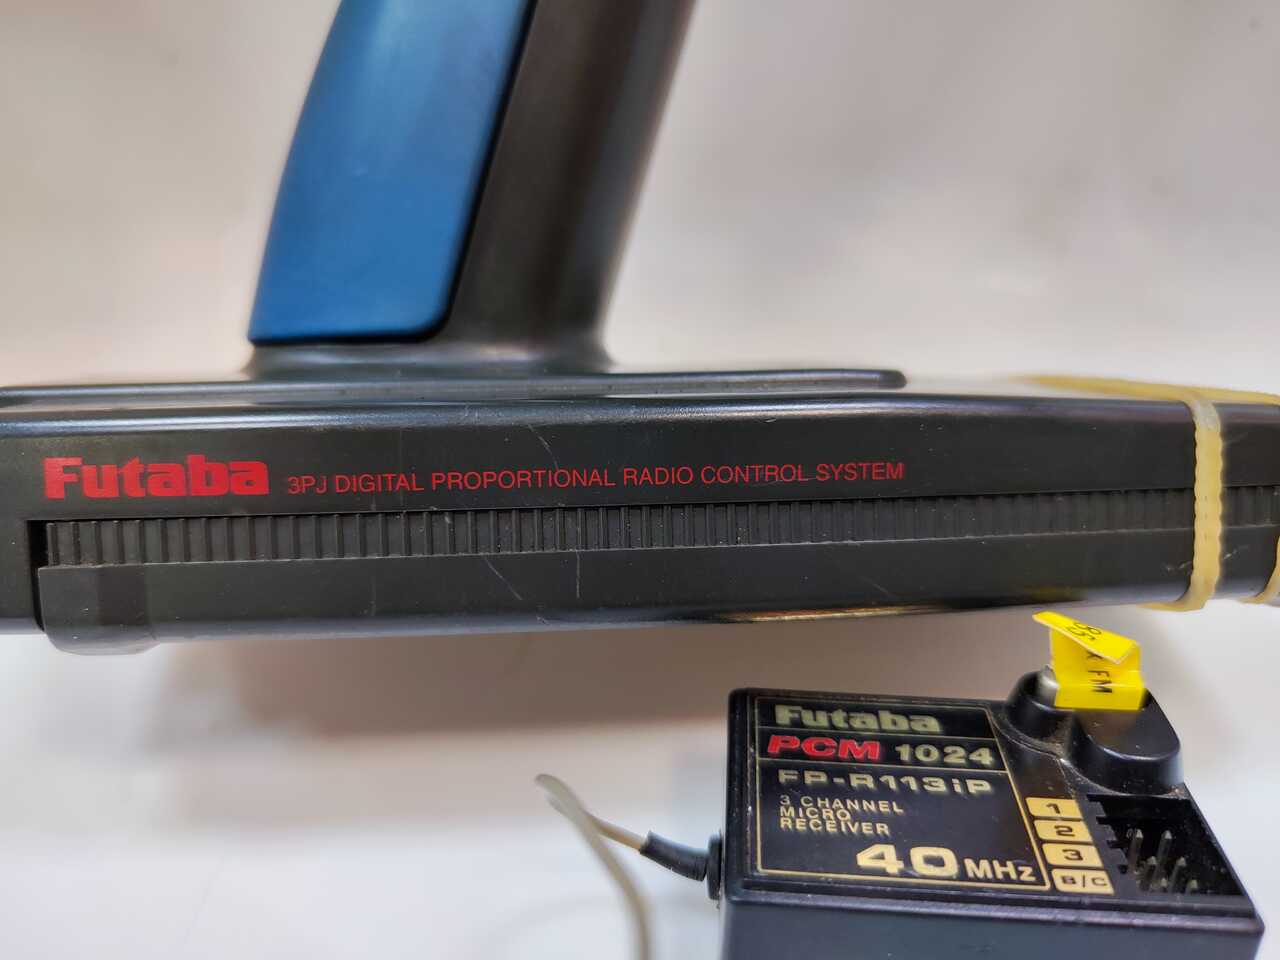 Futaba 3PJ DIGITAL PROPORTIONAL RADIO CONTROL SYSTEM
85
X FM
Futaba
PCM 1024
FP-R113iP
3 CHANNEL
MICRO
RECEIVER
40 MHz
1
2
3
B/C